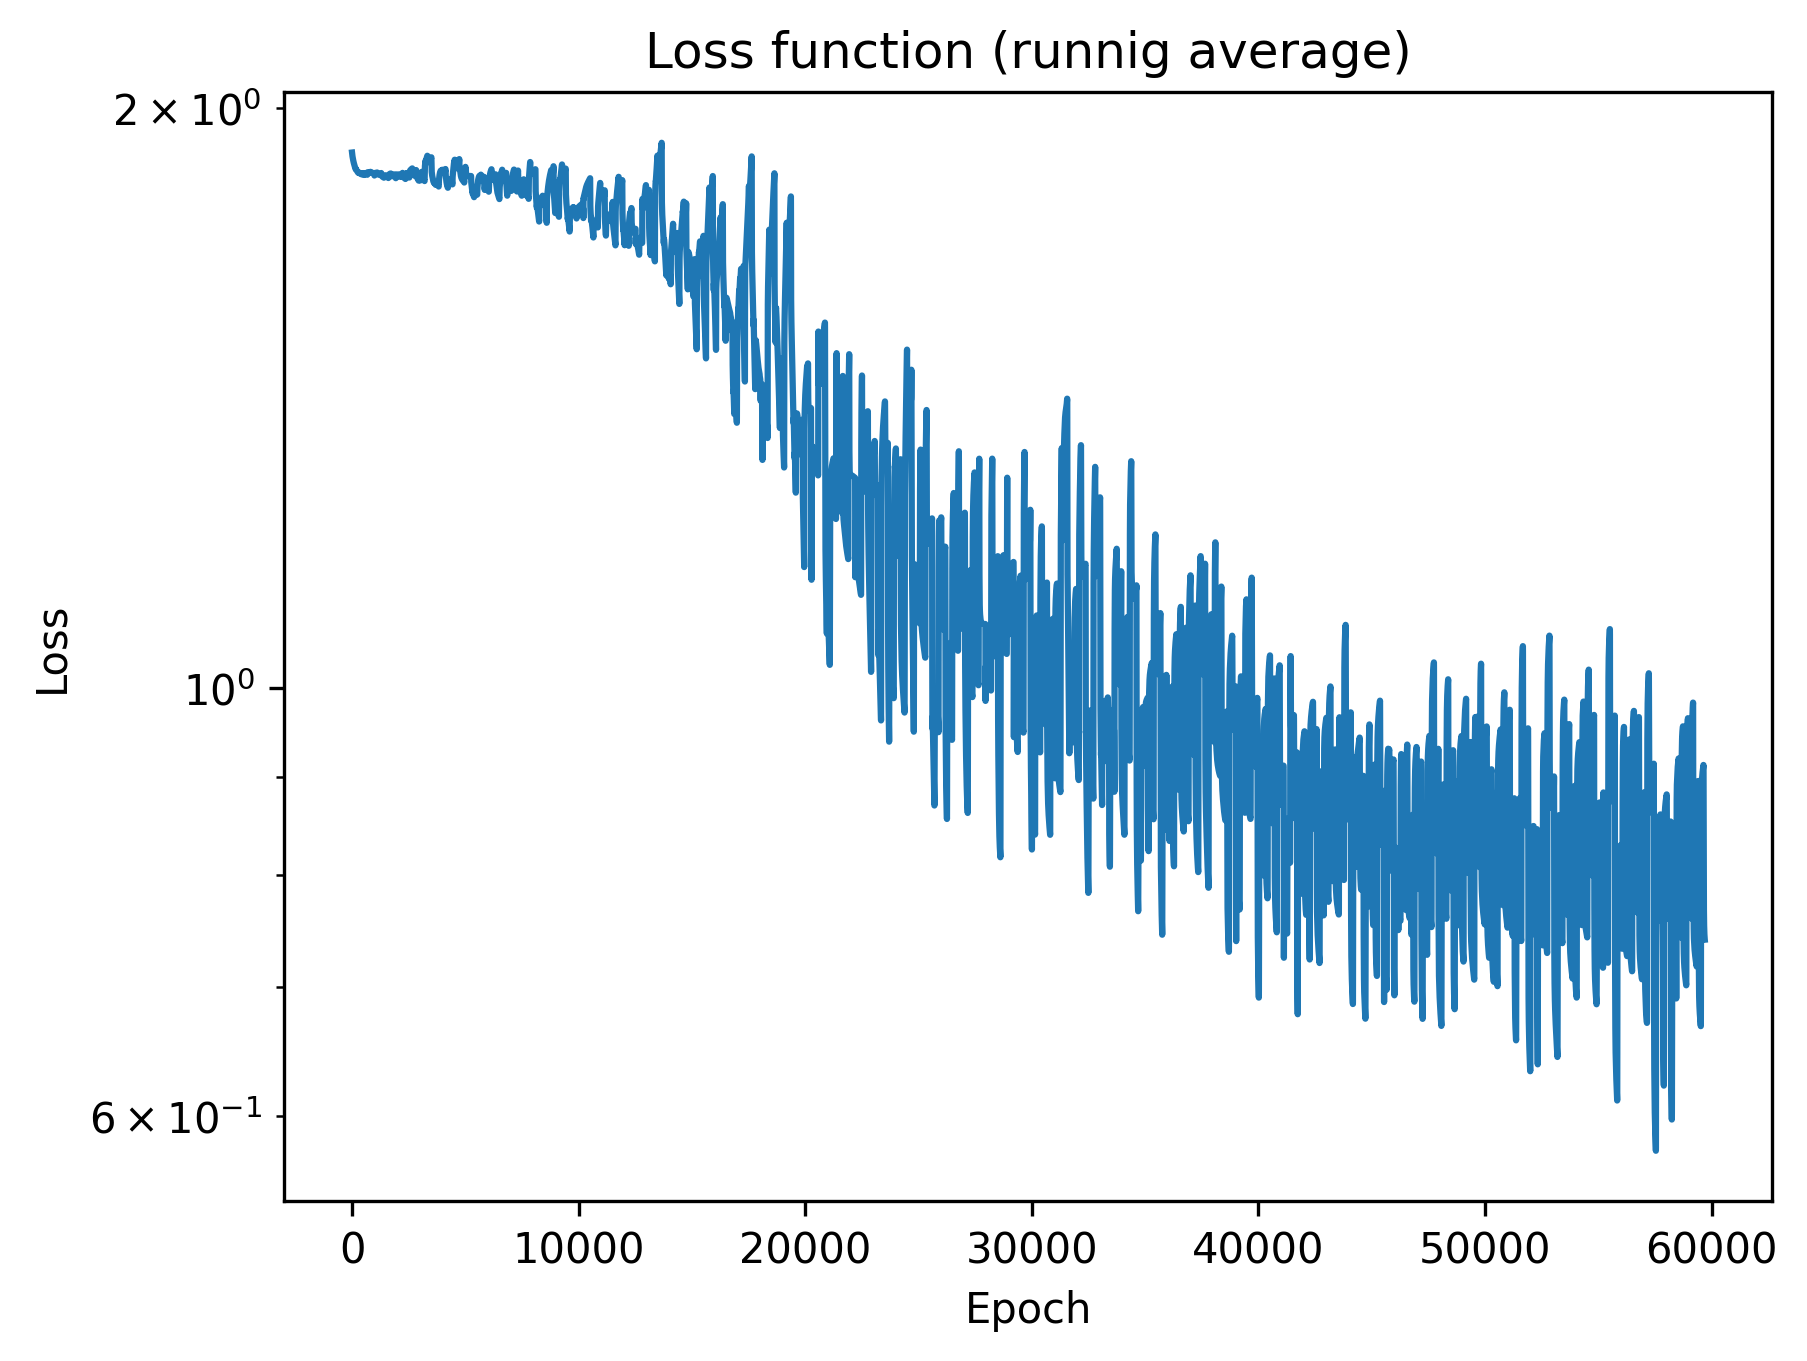 Loss function (runnig average)
2 × 10⁰
10⁰
6 × 10⁻¹
Loss
0 10000 20000 30000 40000 50000 60000
Epoch